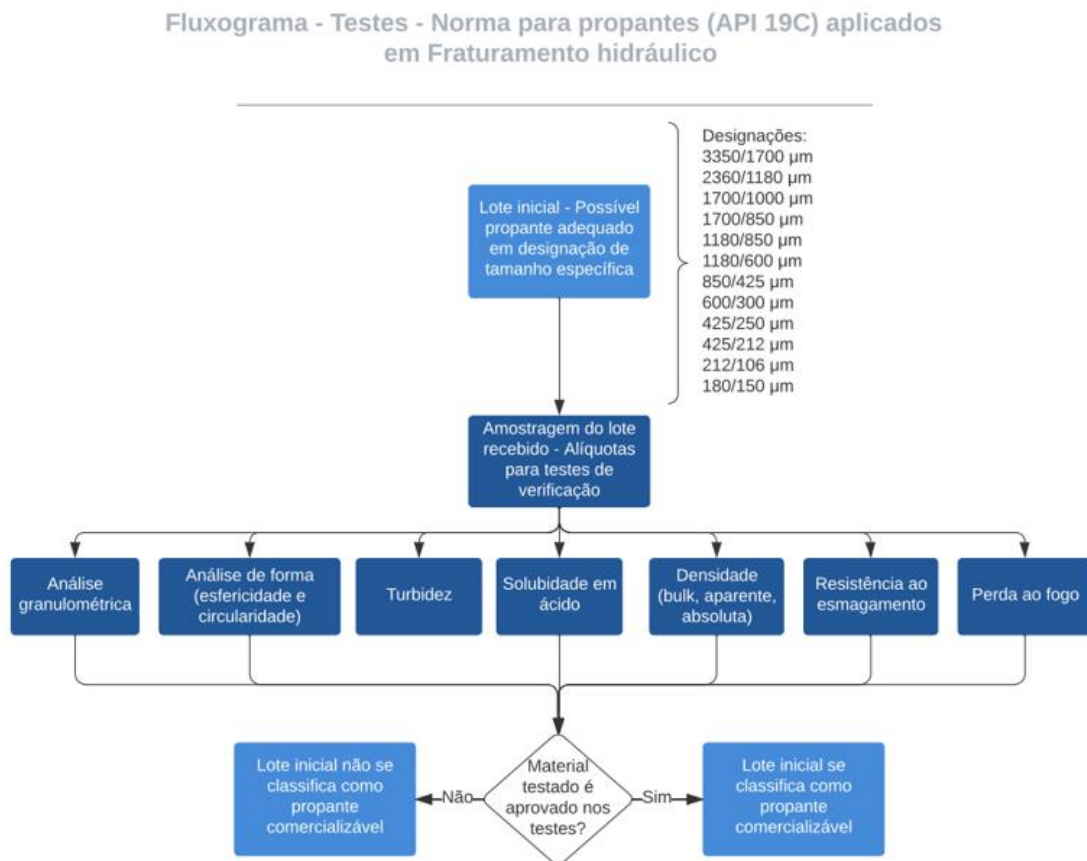 Fluxograma - Testes - Norma para propantes (API 19C) aplicados
em Fraturamento hidráulico
Designações:
3350/1700 µm
2360/1180 µm
1700/1000 µm
1700/850 µm
1180/850 µm
1180/600 µm
850/425 µm
600/300 µm
425/250 µm
425/212 µm
212/106 µm
180/150 µm
Lote inicial - Possível
propante adequado
em designação de
tamanho específica
Amostragem do lote
recebido - Alíquotas
para testes de
verificação
Análise
granulométrica
Análise de forma
(esfericidade e
circularidade)
Turbidez
Solubidade em
ácido
Densidade
(bulk, aparente,
absoluta)
Resistência ao
esmagamento
Perda ao fogo
Lote inicial não se
classifica como
propante
comercializável
Não
Material
testado é
aprovado nos
testes?
Sim
Lote inicial se
classifica como
propante
comercializável